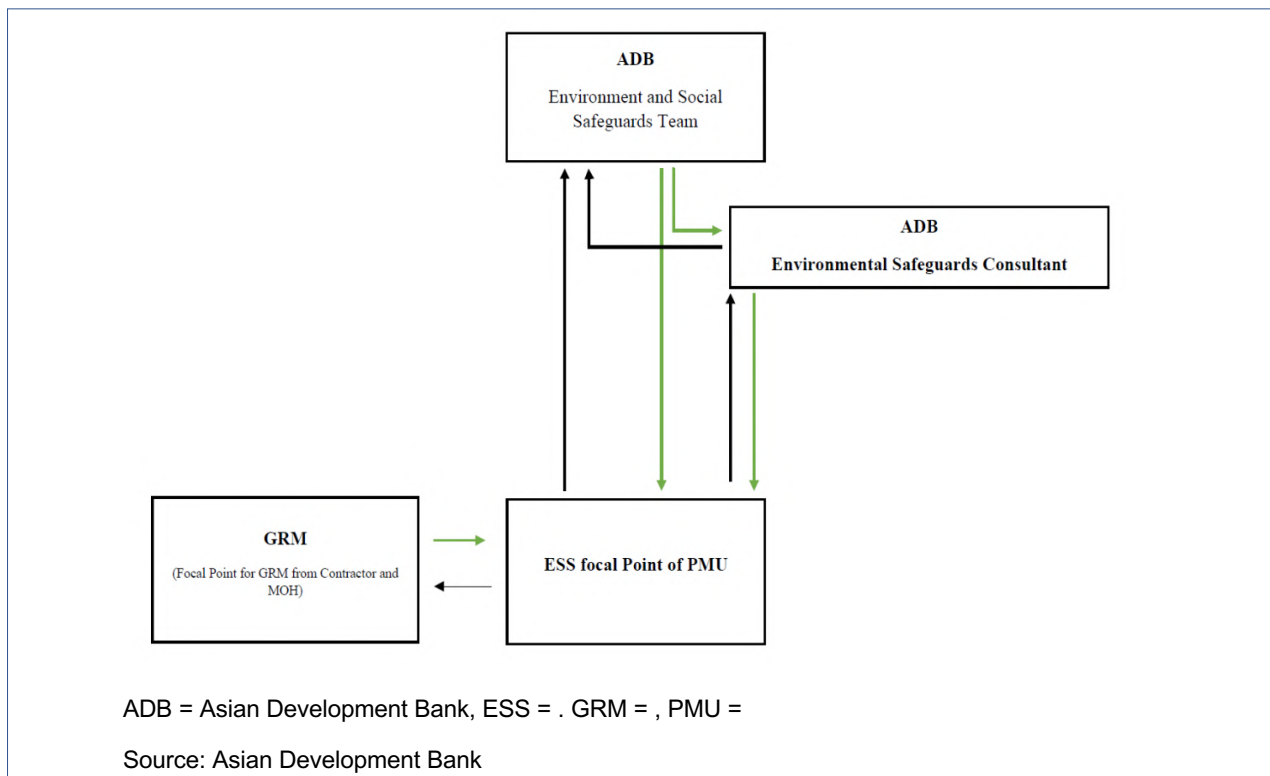 ADB
Environment and Social
Safeguards Team
ADB
Environmental Safeguards Consultant
GRM
(Focal Point for GRM from Contractor and
MOH)
ESS focal Point of PMU
ADB = Asian Development Bank, ESS = . GRM = , PMU =
Source: Asian Development Bank